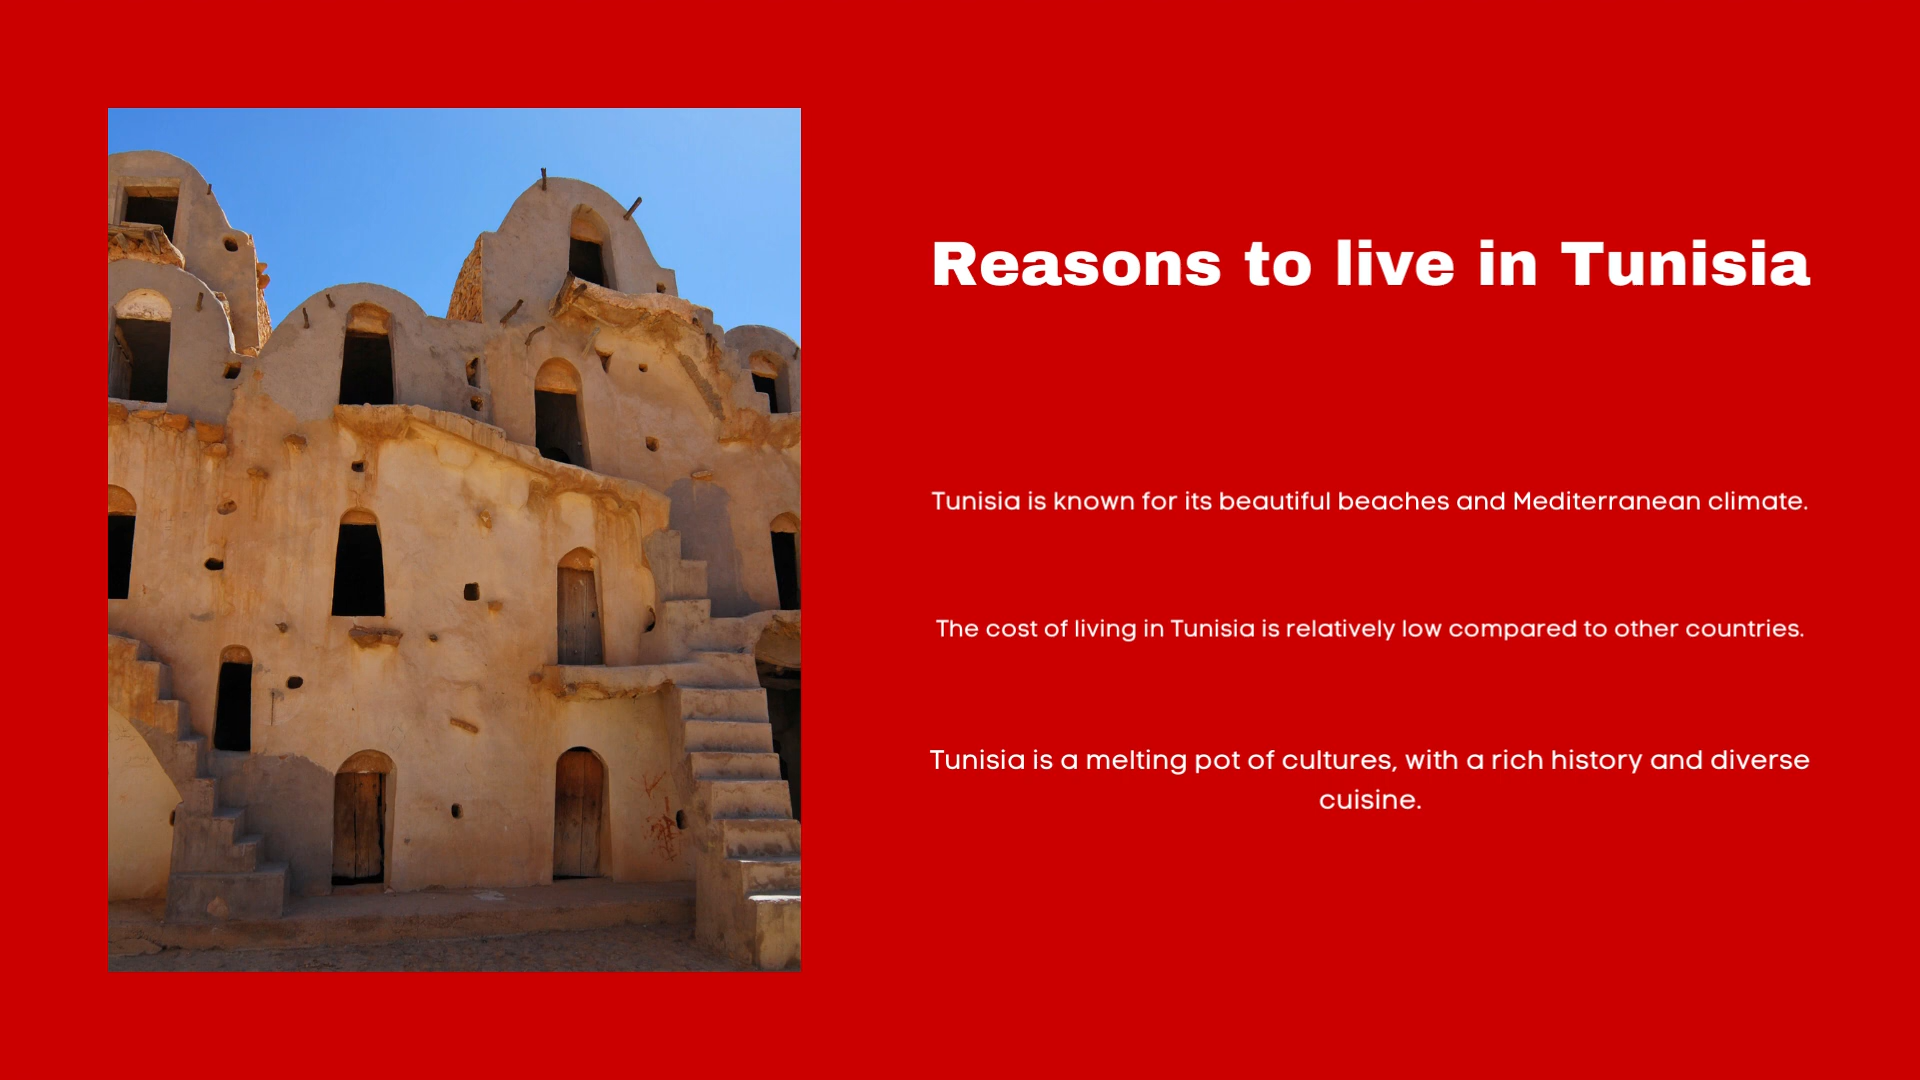 Reasons to live in Tunisia
Tunisia is known for its beautiful beaches and Mediterranean climate.
The cost of living in Tunisia is relatively low compared to other countries.
Tunisia is a melting pot of cultures, with a rich history and diverse
cuisine.